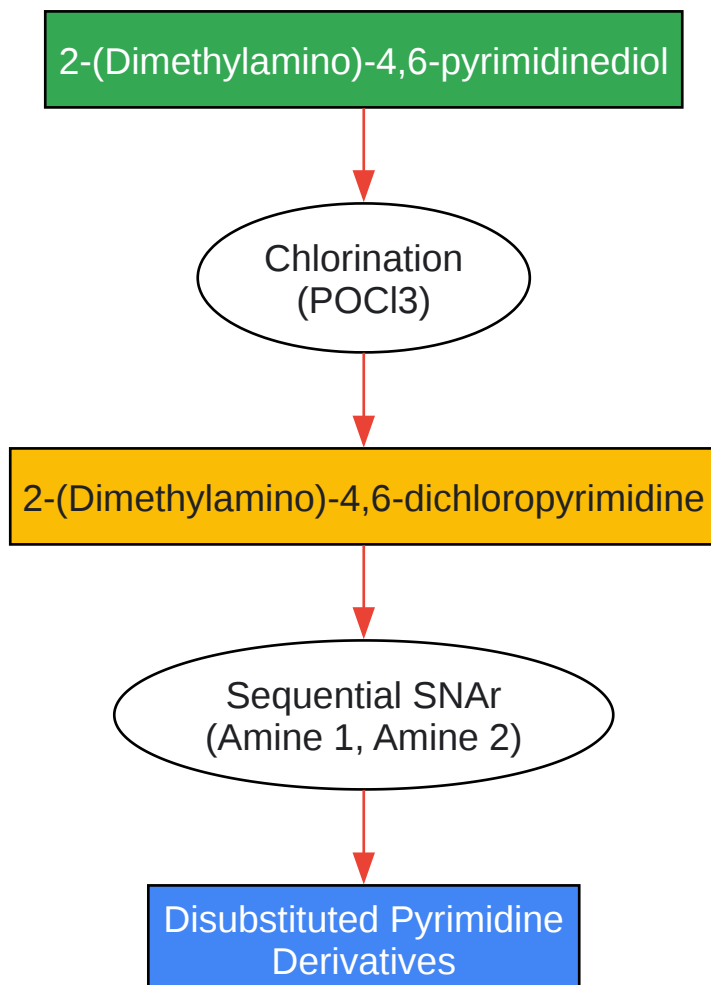 2-(Dimethylamino)-4,6-pyrimidinediol
Chlorination
(POCl3)
2-(Dimethylamino)-4,6-dichloropyrimidine
Sequential SNAr
(Amine 1, Amine 2)
Disubstituted Pyrimidine
Derivatives